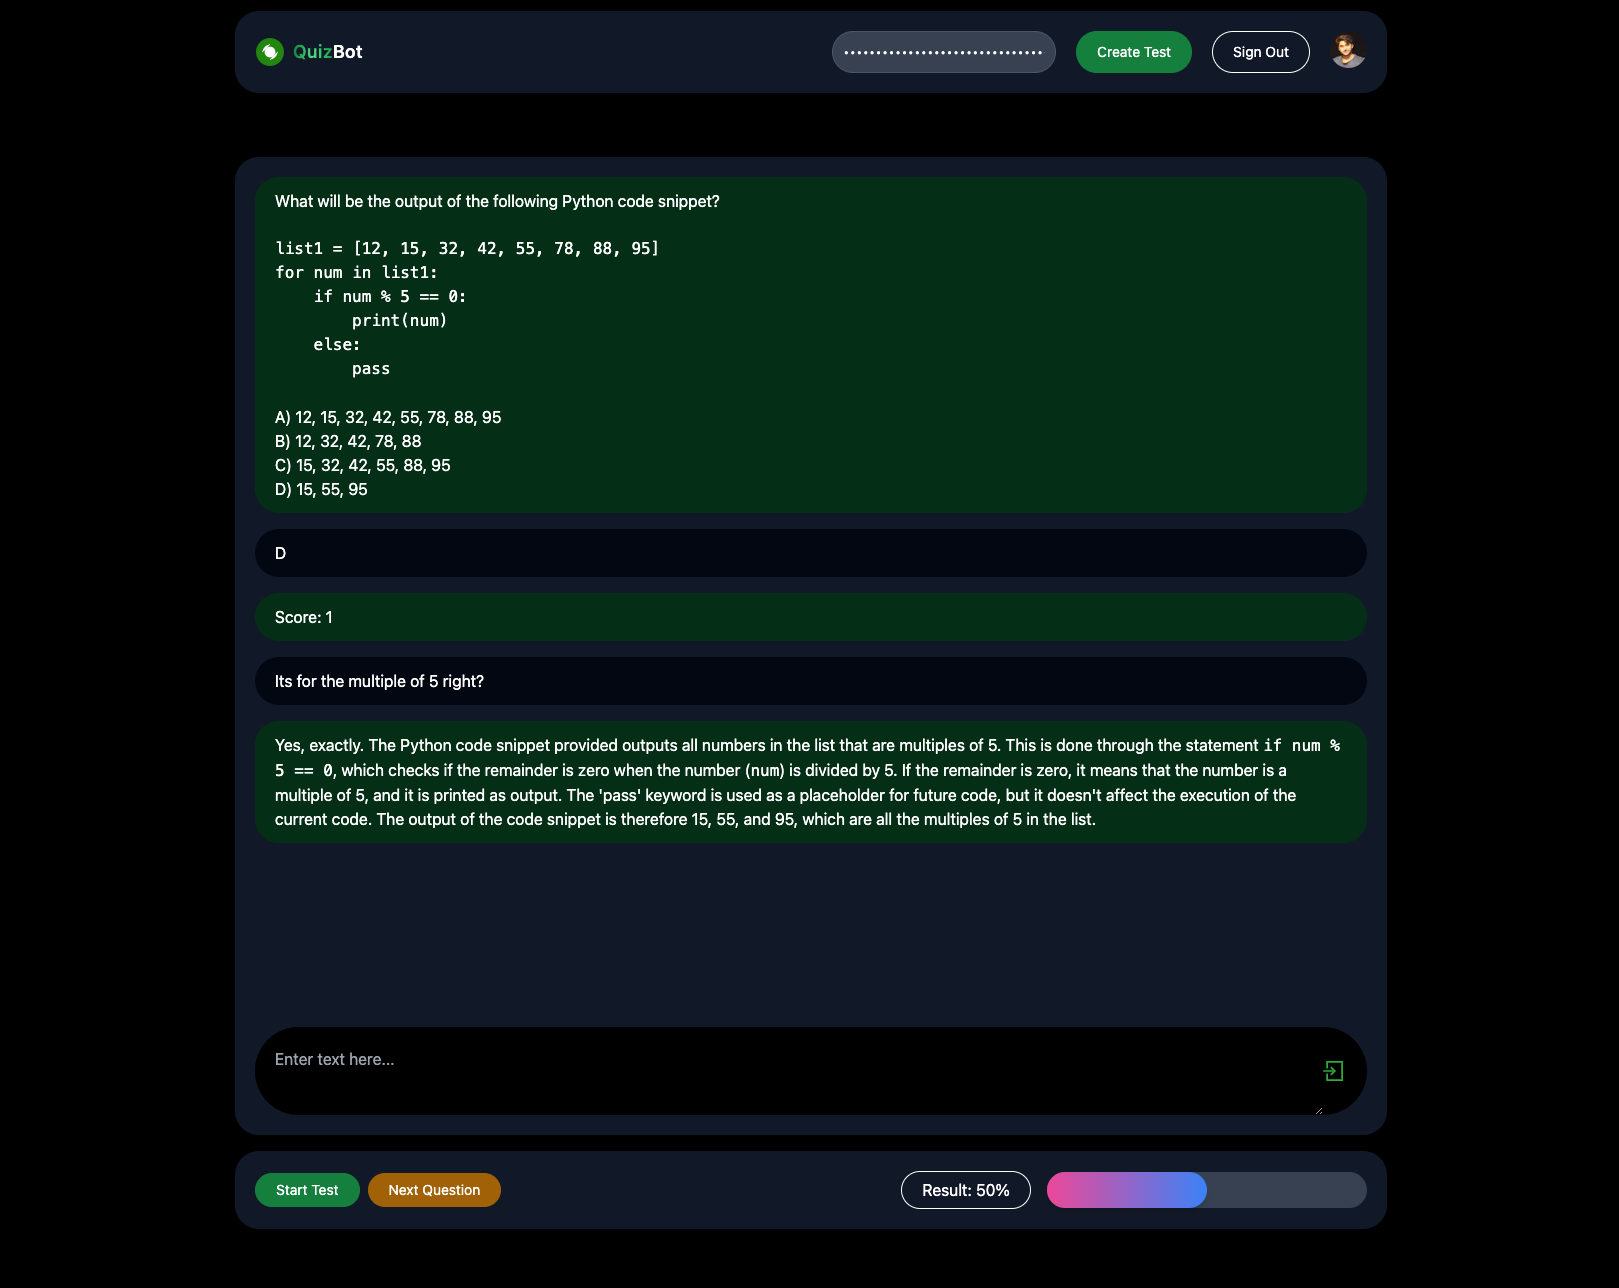 QuizBot
•••••••••••••••••••••••••••••••
Create Test
Sign Out
What will be the output of the following Python code snippet?
list1 = [12, 15, 32, 42, 55, 78, 88, 95]
for num in list1:
    if num % 5 == 0:
        print(num)
    else:
        pass
A) 12, 15, 32, 42, 55, 78, 88, 95
B) 12, 32, 42, 78, 88
C) 15, 32, 42, 55, 88, 95
D) 15, 55, 95
D
Score: 1
Its for the multiple of 5 right?
Yes, exactly. The Python code snippet provided outputs all numbers in the list that are multiples of 5. This is done through the statement if num %
5 == 0, which checks if the remainder is zero when the number (num) is divided by 5. If the remainder is zero, it means that the number is a
multiple of 5, and it is printed as output. The 'pass' keyword is used as a placeholder for future code, but it doesn't affect the execution of the
current code. The output of the code snippet is therefore 15, 55, and 95, which are all the multiples of 5 in the list.
Enter text here...
Start Test
Next Question
Result: 50%